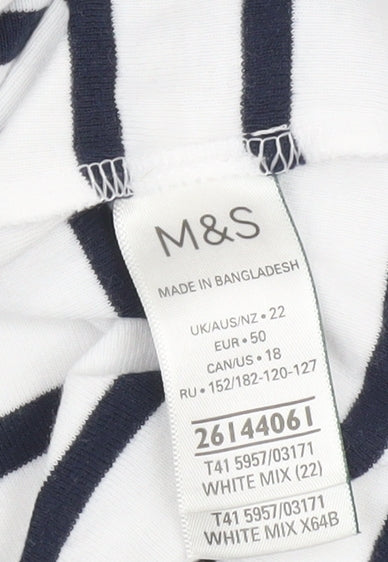 M&S
MADE IN BANGLADESH
UK/AUS/NZ • 22
EUR • 50
CAN/US • 18
RU • 152/182-120-127
26144061
T41 5957/03171
WHITE MIX (22)
T41 5957/03171
WHITE MIX X64B